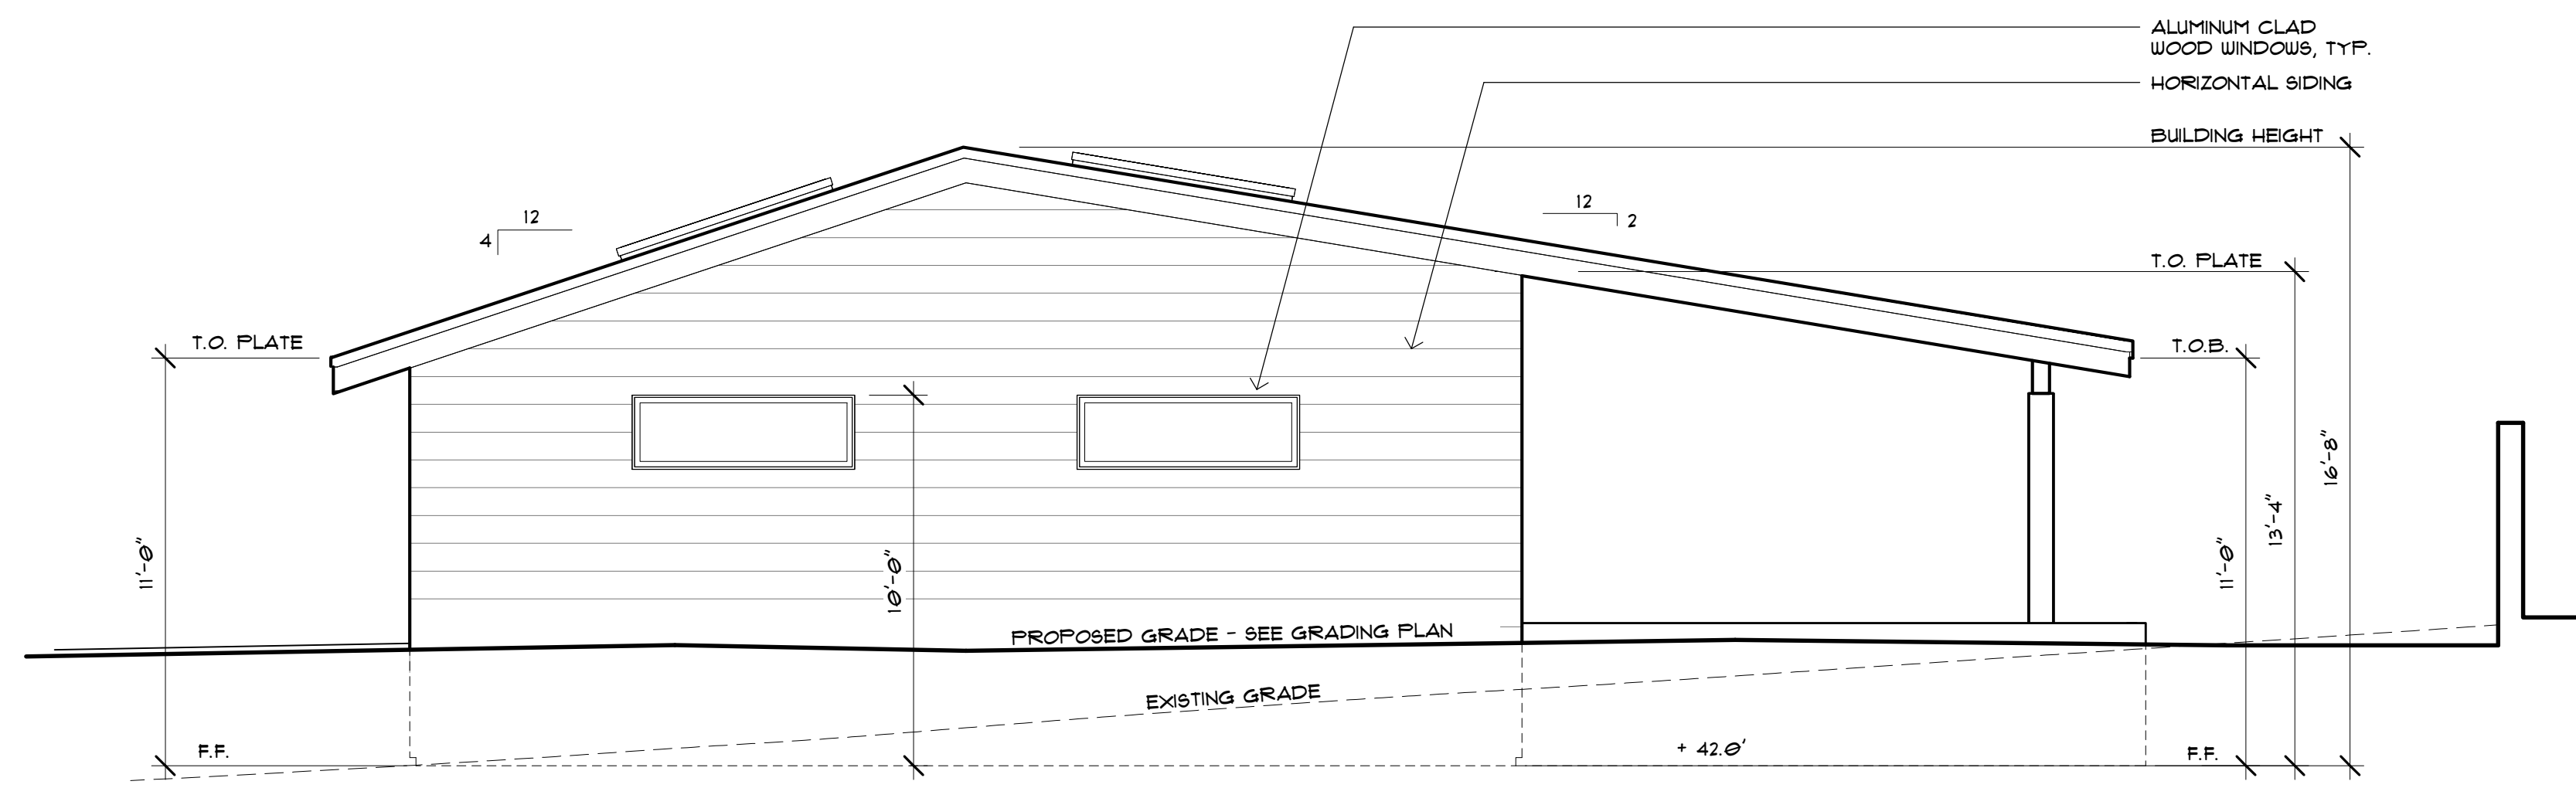 ALUMINUM CLAD
WOOD WINDOWS, TYP.
HORIZONTAL SIDING
BUILDING HEIGHT
12
4
12
2
T.O. PLATE
T.O. PLATE
T.O.B.
11'-0"
10'-0"
11'-0"
13'-4"
16'-8"
PROPOSED GRADE - SEE GRADING PLAN
EXISTING GRADE
F.F.
+ 42.0'
F.F.